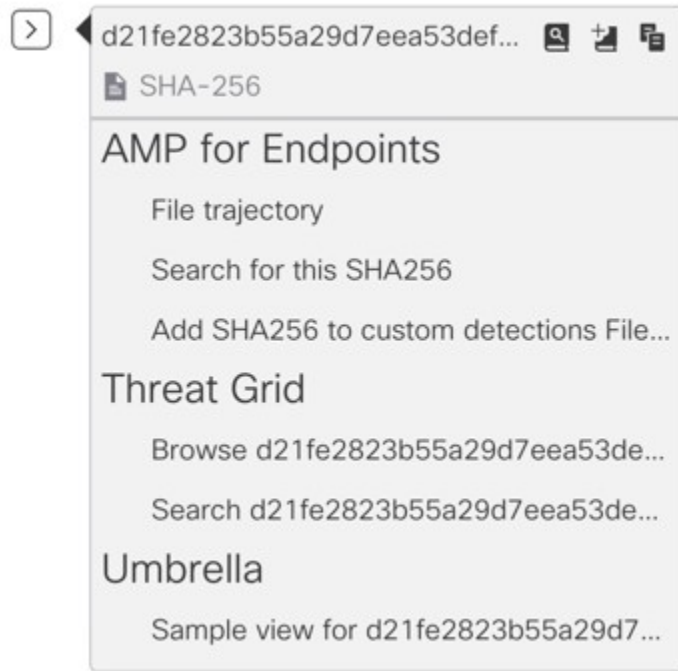 d21fe2823b55a29d7eea53def...
SHA-256
AMP for Endpoints
File trajectory
Search for this SHA256
Add SHA256 to custom detections File...
Threat Grid
Browse d21fe2823b55a29d7eea53de...
Search d21fe2823b55a29d7eea53de...
Umbrella
Sample view for d21fe2823b55a29d7...